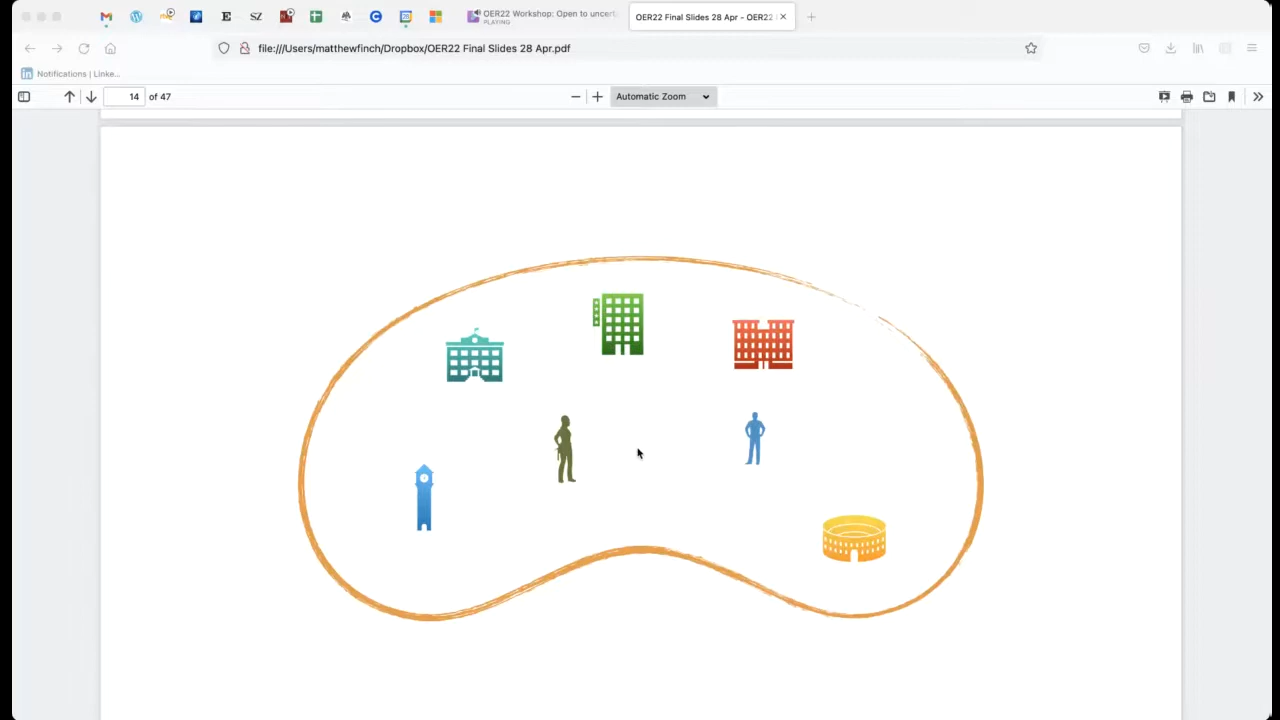 OER22 Workshop: Open to uncert
PLAYING
OER22 Final Slides 28 Apr - OER22
file:///Users/matthewfinch/Dropbox/OER22 Final Slides 28 Apr.pdf
Notifications | Linke...
14 of 47
Automatic Zoom